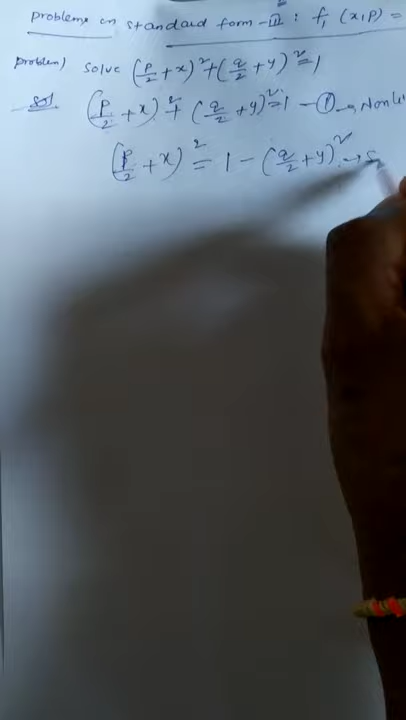 problems on standard form-III : f₁ (x,p) =
problem) Solve (p/2 + x)² + (q/2 + y)² = 1
Sol (p/2 + x)² + (q/2 + y)² = 1 — ① → Non
(p/2 + x)² = 1 - (q/2 + y)² →